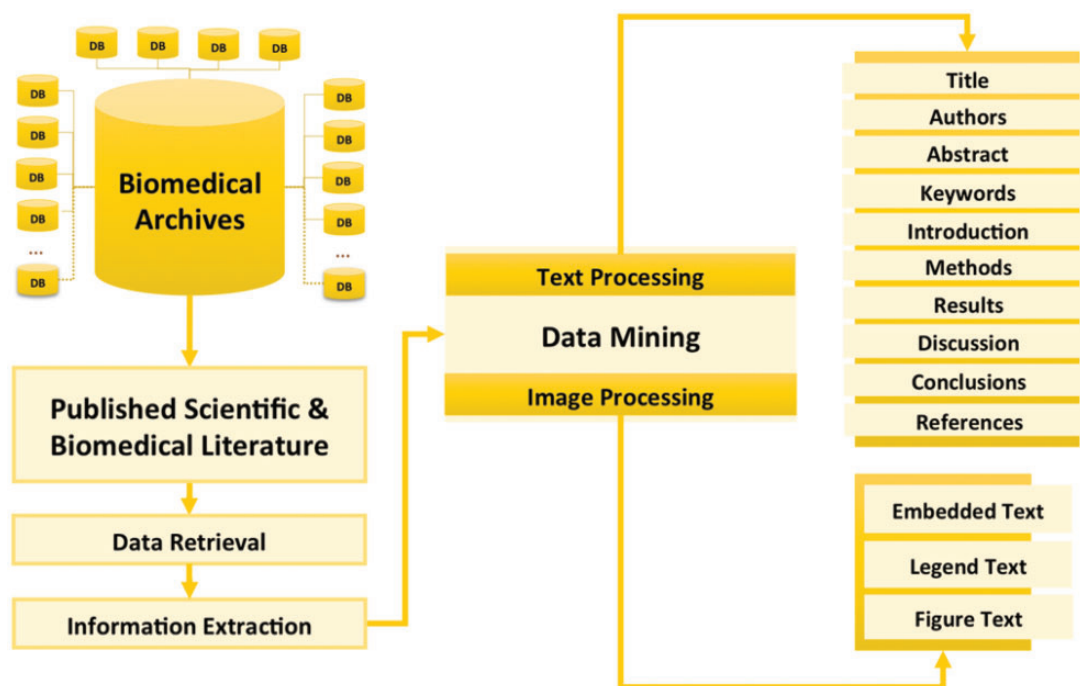 DB
DB
DB
DB
DB
DB
DB
DB
...
DB
Biomedical
Archives
DB
DB
DB
DB
...
DB
Published Scientific &
Biomedical Literature
Data Retrieval
Information Extraction
Text Processing
Data Mining
Image Processing
Title
Authors
Abstract
Keywords
Introduction
Methods
Results
Discussion
Conclusions
References
Embedded Text
Legend Text
Figure Text